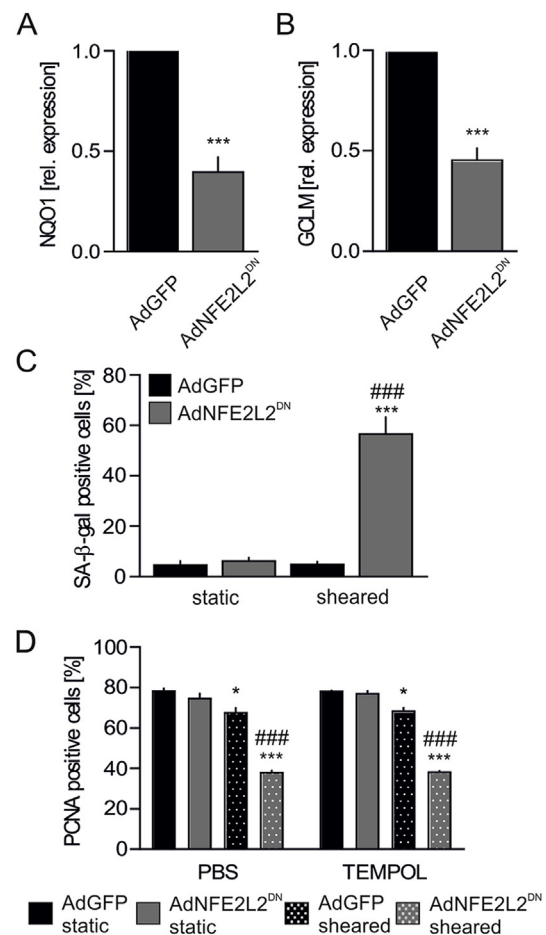 A
NQO1 [rel. expression]
1.0
0.5
0.0
***
AdGFP
AdNFE2L2DN
B
GCLM [rel. expression]
1.0
0.5
0.0
***
AdGFP
AdNFE2L2DN
C
SA-β-gal positive cells [%]
80
60
40
20
0
AdGFP
AdNFE2L2DN
###
***
static
sheared
D
PCNA positive cells [%]
100
80
60
40
20
0
*
###
***
*
###
***
PBS
TEMPOL
AdGFP
static
AdNFE2L2DN
static
AdGFP
sheared
AdNFE2L2DN
sheared